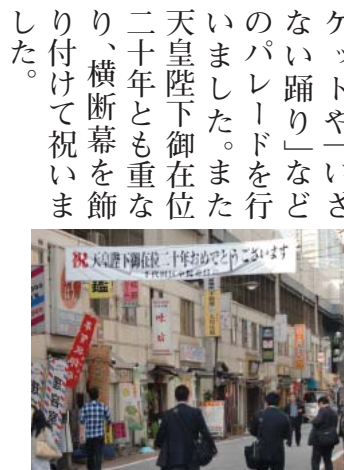 ケットや「いざ
ない踊り」など
のパレードを行
いました。また
天皇陛下御在位
二十年とも重な
り、横断幕を飾
り付けて祝いま
した。
祝 天皇陛下御在位二十年おめでとうございます
味坊